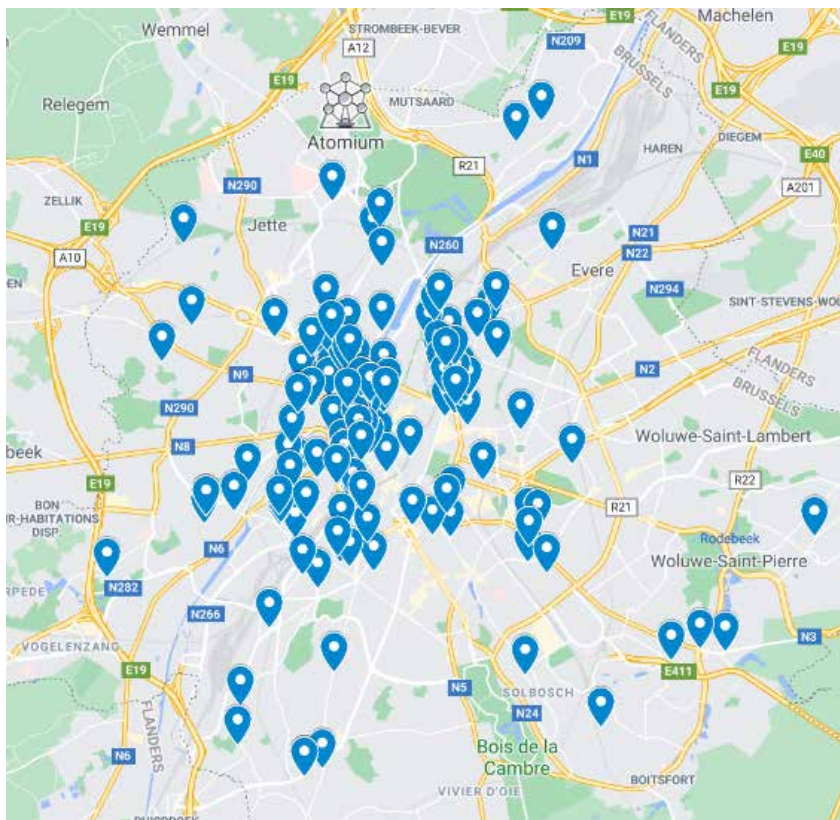 E19
FLANDERS
Machelen
Wemmel
STROMBEEK-BEVER
A12
N209
BRUSSELS
E19
E19
Relegem
MUTSAARD
Atomium
HAREN
DIEGEM
E40
R21
N1
A201
N290
ZELLIK
E19
Jette
N21
N260
N22
A10
Evere
N294
SINT-STEVENS-WOL
FLANDERS
N9
N2
BRUSSELS
N290
N8
Woluwe-Saint-Lambert
E19
R22
BON
R21
DISP.
Rodebeek
N6
Woluwe-Saint-Pierre
N282
N266
VOGELENZANG
N3
E19
E411
N5
SOLBOSCH
FLANDERS
N24
Bois de la
Cambre
N6
BOITSFORT
VIVIER D'OIE